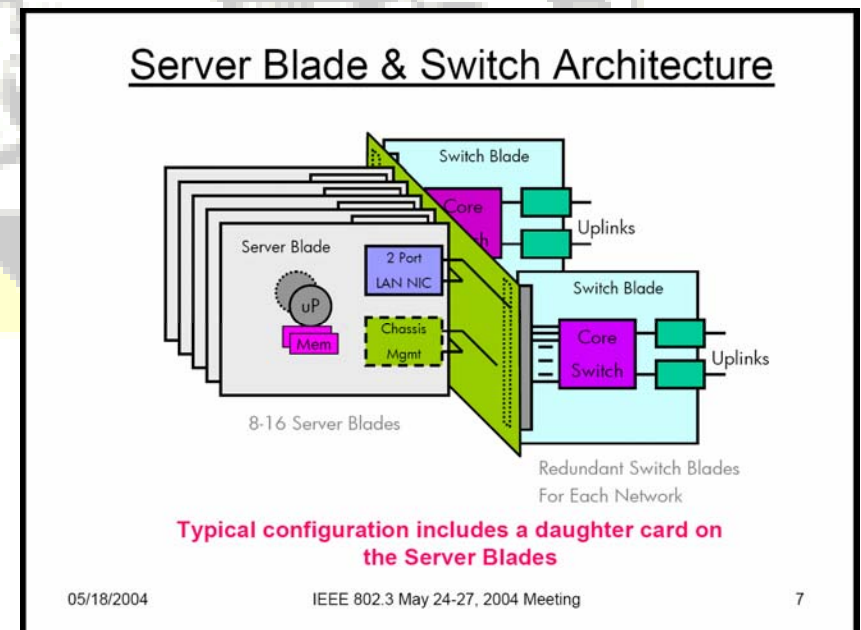 Server Blade & Switch Architecture
Switch Blade
Core
Uplinks
Server Blade
2 Port
LAN NIC
uP
Mem
Chassis
Mgmt
Switch Blade
Core
Switch
Uplinks
8-16 Server Blades
Redundant Switch Blades
For Each Network
Typical configuration includes a daughter card on
the Server Blades
05/18/2004
IEEE 802.3 May 24-27, 2004 Meeting
7